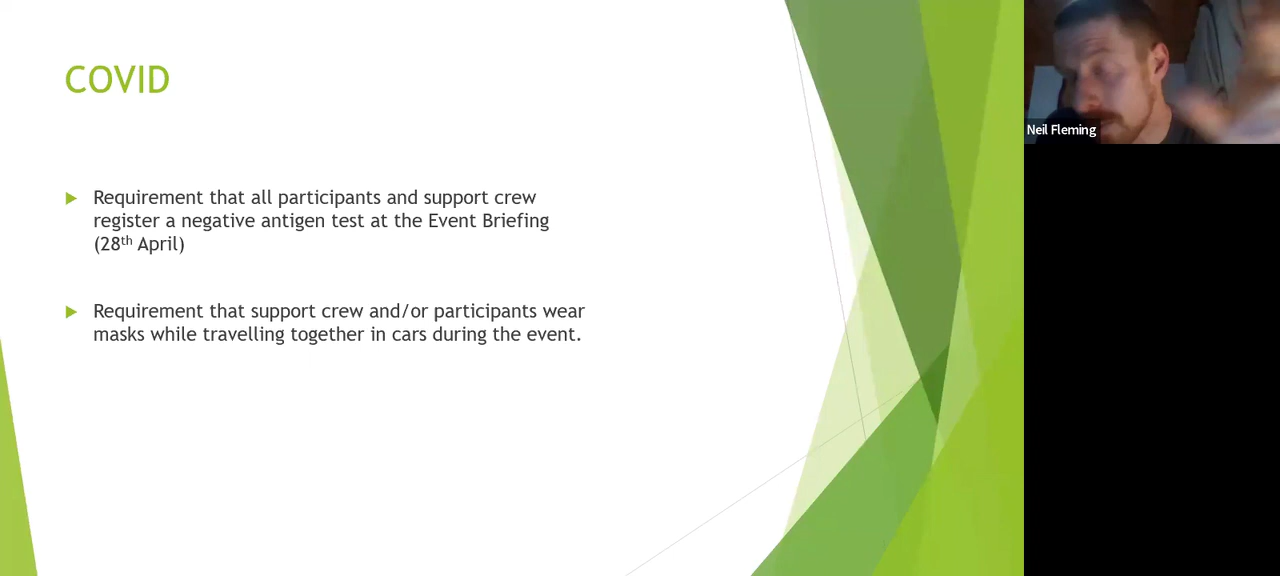 COVID
Requirement that all participants and support crew
register a negative antigen test at the Event Briefing
(28th April)
Requirement that support crew and/or participants wear
masks while travelling together in cars during the event.
Neil Fleming